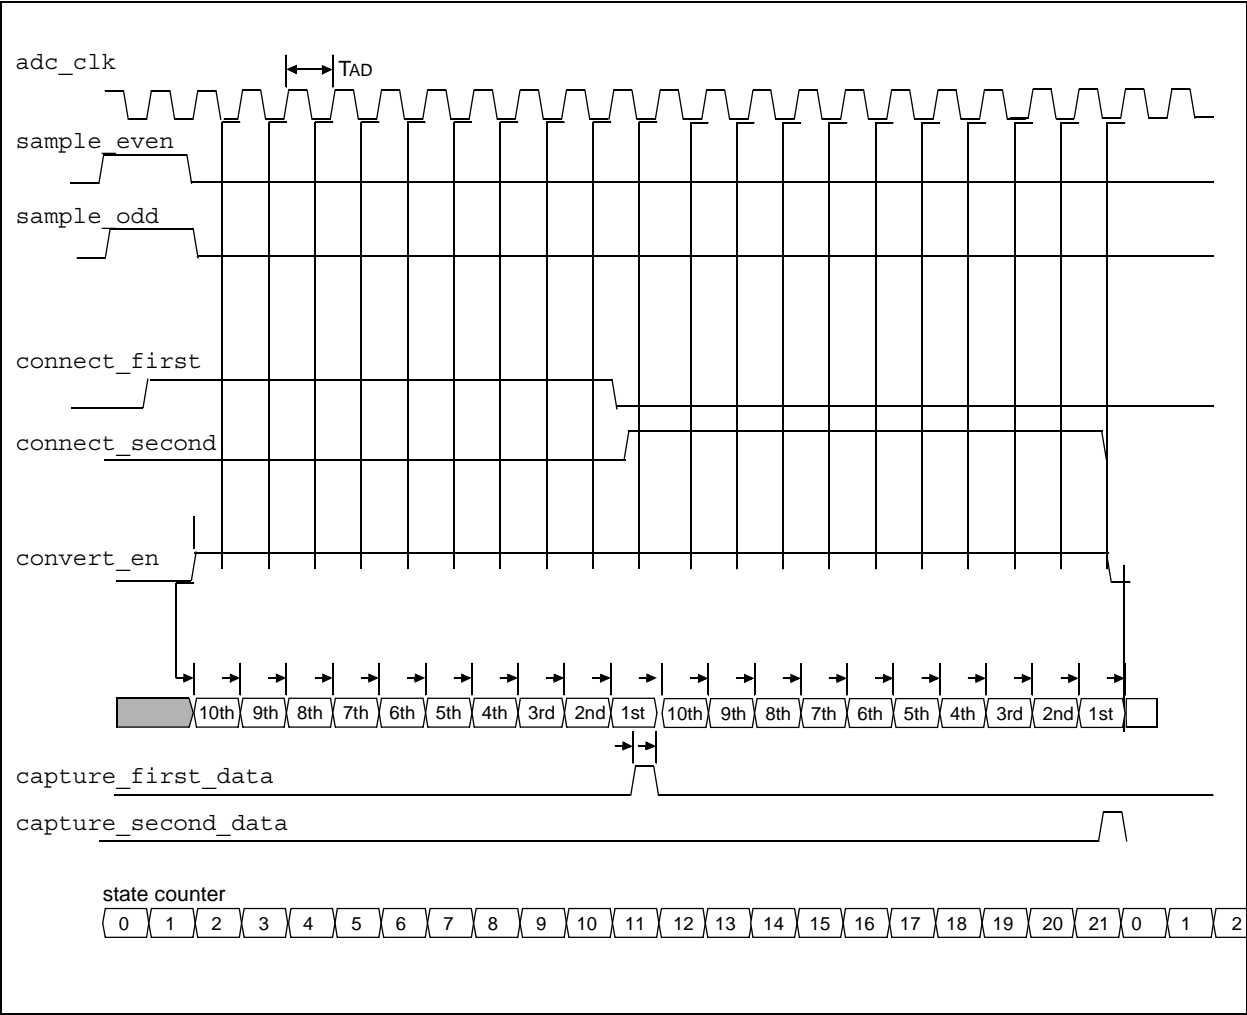 adc_clk
TAD
sample_even
sample_odd
connect_first
connect_second
convert_en
10th 9th 8th 7th 6th 5th 4th 3rd 2nd 1st 10th 9th 8th 7th 6th 5th 4th 3rd 2nd 1st
capture_first_data
capture_second_data
state counter
0 1 2 3 4 5 6 7 8 9 10 11 12 13 14 15 16 17 18 19 20 21 0 1 2